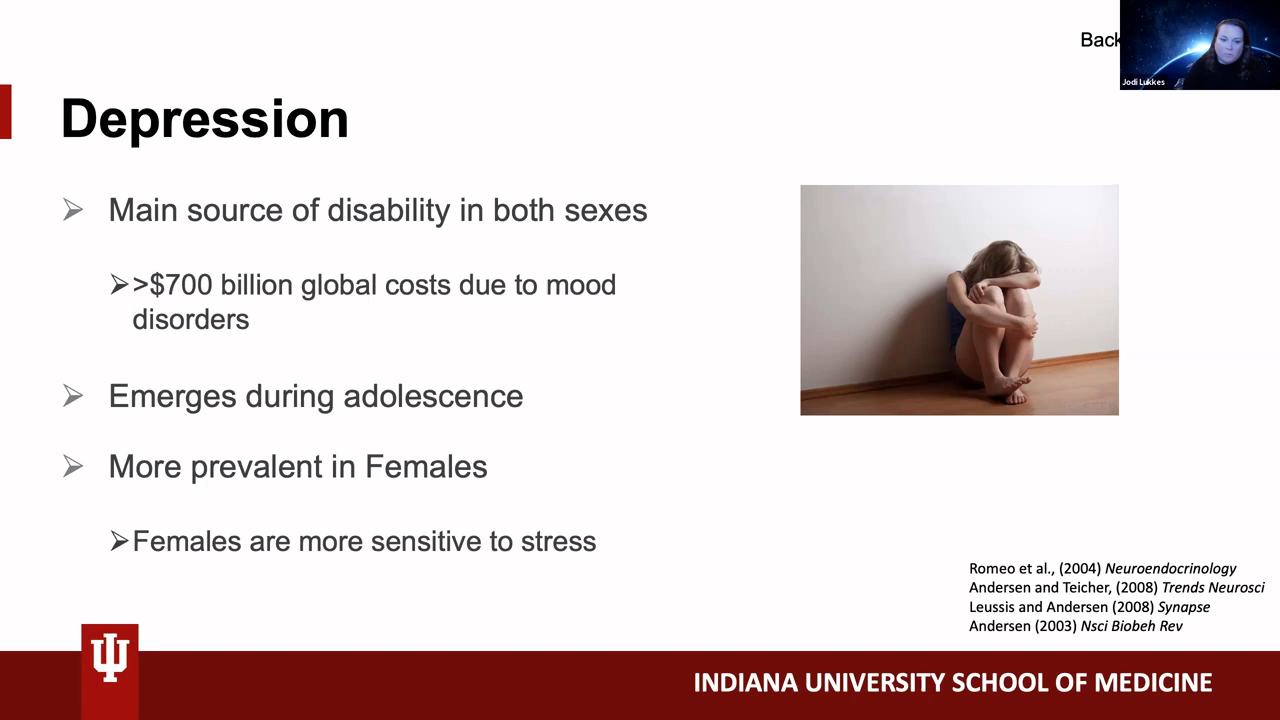 Back
Jodi Lukkes
Depression
➢ Main source of disability in both sexes
➢>$700 billion global costs due to mood
disorders
➢ Emerges during adolescence
➢ More prevalent in Females
➢Females are more sensitive to stress
Romeo et al., (2004) Neuroendocrinology
Andersen and Teicher, (2008) Trends Neurosci
Leussis and Andersen (2008) Synapse
Andersen (2003) Nsci Biobeh Rev
INDIANA UNIVERSITY SCHOOL OF MEDICINE